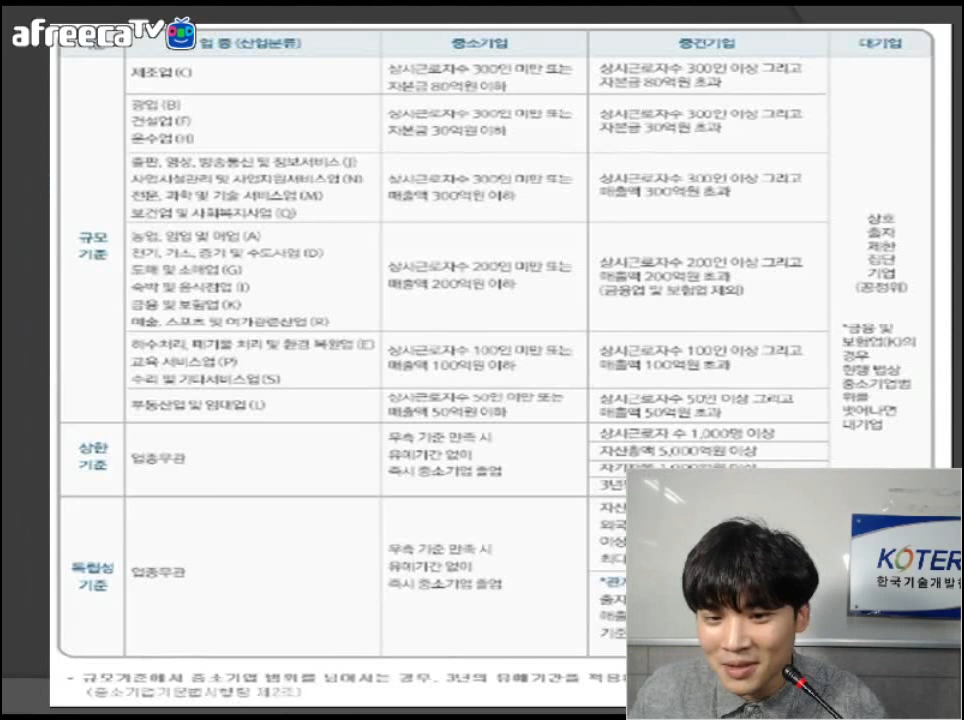 afreecaTV
업 종 (산업분류)
중소기업
중견기업
대기업
규모
기준
제조업 (C)
상시근로자수 300인 미만 또는
자본금 80억원 이하
상시근로자수 300인 이상 그리고
자본금 80억원 초과
광업 (B)
건설업 (F)
운수업 (H)
상시근로자수 300인 미만 또는
자본금 30억원 이하
상시근로자수 300인 이상 그리고
자본금 30억원 초과
출판, 영상, 방송통신 및 정보서비스 (J)
사업시설관리 및 사업지원서비스업 (N)
전문, 과학 및 기술 서비스업 (M)
보건업 및 사회복지사업 (Q)
상시근로자수 300인 미만 또는
매출액 300억원 이하
상시근로자수 300인 이상 그리고
매출액 300억원 초과
농업, 임업 및 어업 (A)
전기, 가스, 증기 및 수도사업 (D)
도매 및 소매업 (G)
숙박 및 음식점업 (I)
금융 및 보험업 (K)
예술, 스포츠 및 여가관련산업 (R)
상시근로자수 200인 미만 또는
매출액 200억원 이하
상시근로자수 200인 이상 그리고
매출액 200억원 초과
(금융업 및 보험업 제외)
하수처리, 폐기물 처리 및 환경 복원업 (E)
교육 서비스업 (P)
수리 및 기타서비스업 (S)
상시근로자수 100인 미만 또는
매출액 100억원 이하
상시근로자수 100인 이상 그리고
매출액 100억원 초과
부동산업 및 임대업 (L)
상시근로자수 50인 미만 또는
매출액 50억원 이하
상시근로자수 50인 이상 그리고
매출액 50억원 초과
상호
출자
제한
집단
기업
(공정위)
*금융 및
보험업(K)의
경우
현행 법상
중소기업범
위를
벗어나면
대기업
상한
기준
업종무관
우측 기준 만족 시
유예기간 없이
즉시 중소기업 졸업
상시근로자 수 1,000명 이상
자산총액 5,000억원 이상
3년
독립성
기준
업종무관
우측 기준 만족 시
유예기간 없이
즉시 중소기업 졸업
자산
외국
이상
최다
*관계
출자
매출
기준
- 규모기준에서 중소기업 범위를 넘어서는 경우, 3년의 유예기간을 적용
(중소기업기본법시행령 제2조)
KOTER
한국기술개발